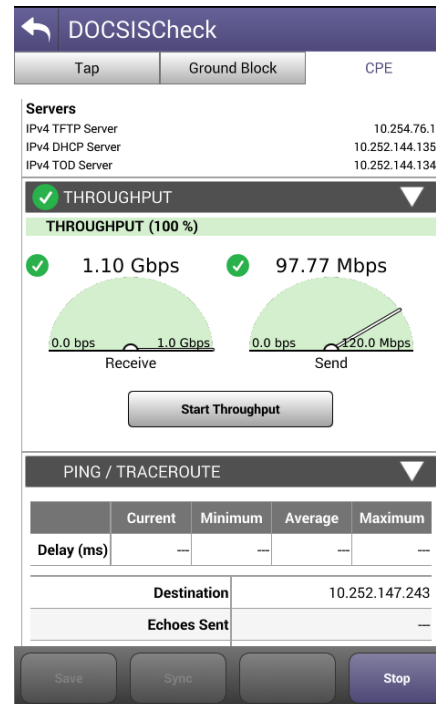 DOCSISCheck
Tap Ground Block CPE
Servers
IPv4 TFTP Server 10.254.76.1
IPv4 DHCP Server 10.252.144.135
IPv4 TOD Server 10.252.144.134
THROUGHPUT
THROUGHPUT (100 %)
1.10 Gbps 97.77 Mbps
0.0 bps 1.0 Gbps 0.0 bps 120.0 Mbps
Receive Send
Start Throughput
PING / TRACEROUTE
Current Minimum Average Maximum
Delay (ms) --- --- --- ---
Destination 10.252.147.243
Echoes Sent ---
Save Sync Stop